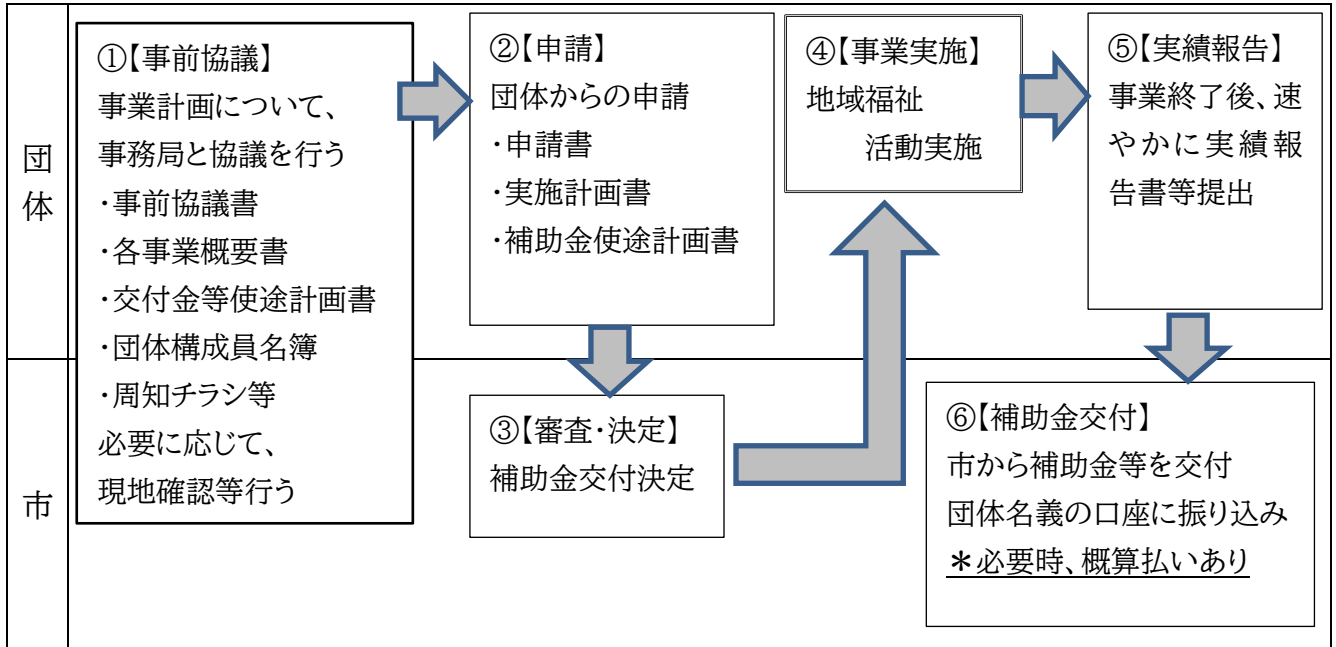 団体
①【事前協議】
事業計画について、
事務局と協議を行う
・事前協議書
・各事業概要書
・交付金等使途計画書
・団体構成員名簿
・周知チラシ等
必要に応じて、
現地確認等行う
②【申請】
団体からの申請
・申請書
・実施計画書
・補助金使途計画書
④【事業実施】
地域福祉
活動実施
⑤【実績報告】
事業終了後、速
やかに実績報
告書等提出
市
③【審査・決定】
補助金交付決定
⑥【補助金交付】
市から補助金等を交付
団体名義の口座に振り込み
＊必要時、概算払いあり